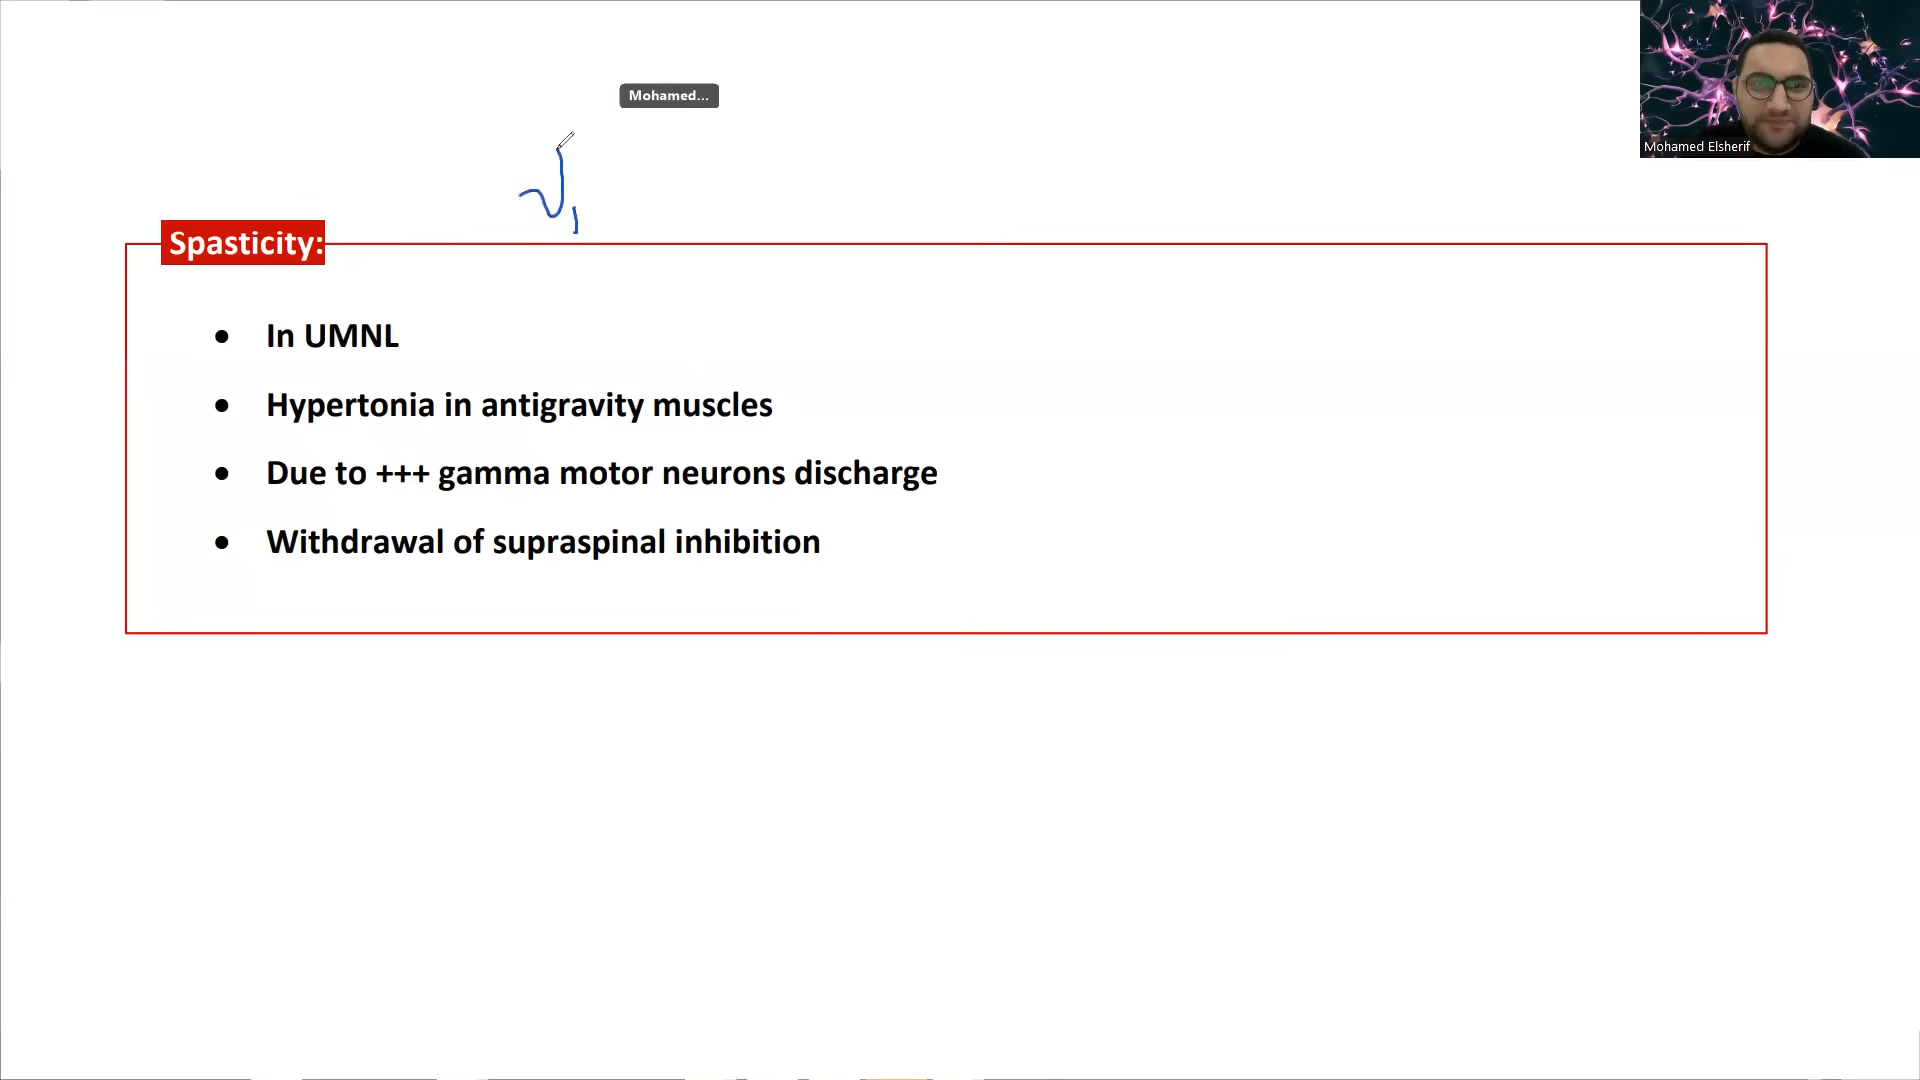 Mohamed...
Mohamed Elsherif
Spasticity:
• In UMNL
• Hypertonia in antigravity muscles
• Due to +++ gamma motor neurons discharge
• Withdrawal of supraspinal inhibition